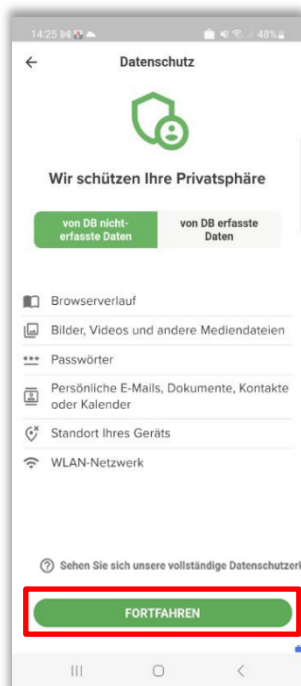 14:25 48%
Datenschutz
Wir schützen Ihre Privatsphäre
von DB nicht-
erfasste Daten
von DB erfasste
Daten
Browserverlauf
Bilder, Videos und andere Mediendateien
Passwörter
Persönliche E-Mails, Dokumente, Kontakte
oder Kalender
Standort Ihres Geräts
WLAN-Netzwerk
Sehen Sie sich unsere vollständige
FORTFAHREN